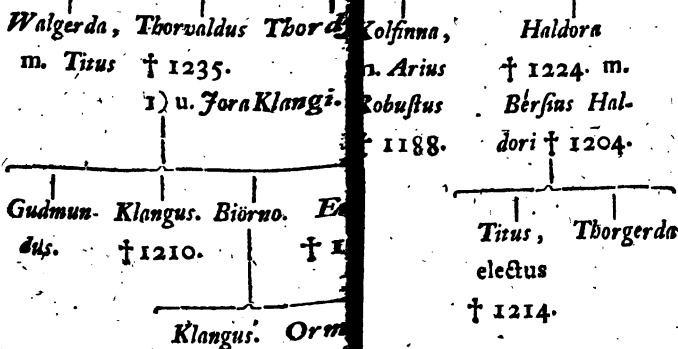 Walgerda, Thorvaldus Thord Kolfinna, Haldora
m. Titus † 1235. m. Arius † 1224. m.
1) u. Jora Klangi. Robuſtus Berſius Hal-
† 1188. dori † 1204.
Gudmun- Klangus. Biörno.
dus. † 1210.
Titus, Thorgerda
electus
† 1214.
Klangus. Orm